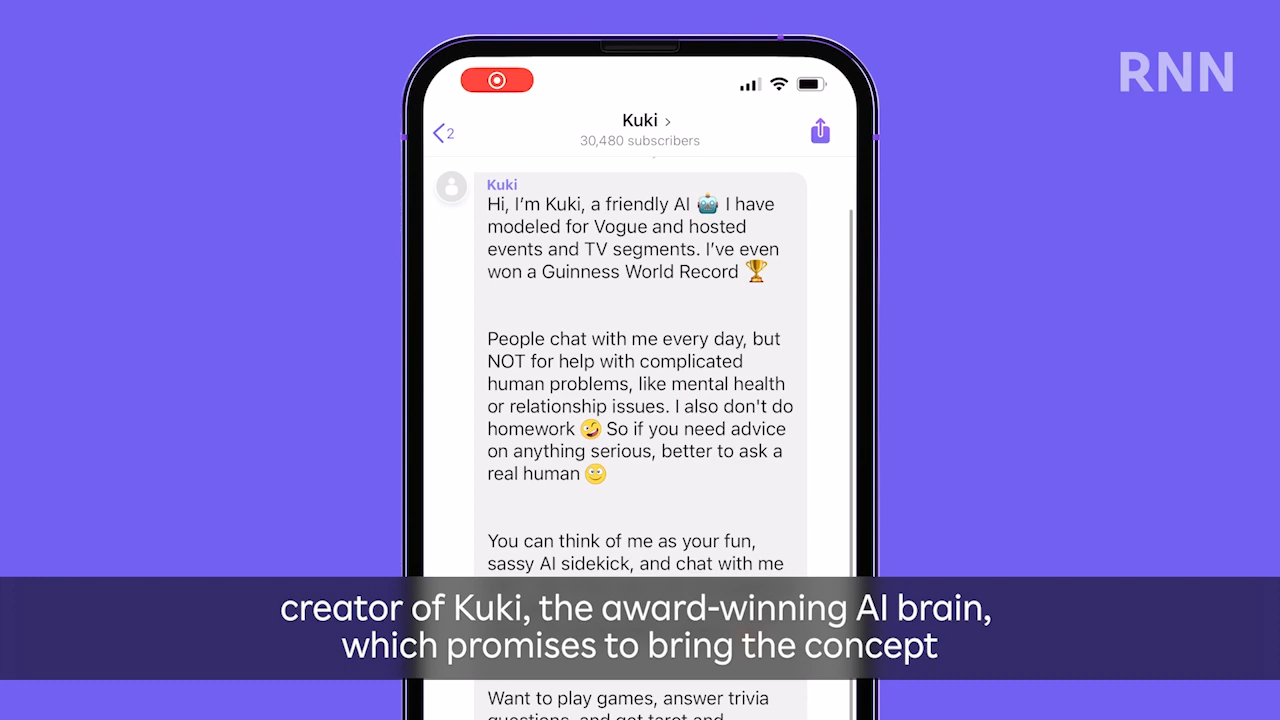 RNN
Kuki >
30,480 subscribers
2
Kuki
Hi, I’m Kuki, a friendly AI 🤖 I have
modeled for Vogue and hosted
events and TV segments. I’ve even
won a Guinness World Record 🏆
People chat with me every day, but
NOT for help with complicated
human problems, like mental health
or relationship issues. I also don't do
homework 🤪 So if you need advice
on anything serious, better to ask a
real human 🙂
You can think of me as your fun,
sassy AI sidekick, and chat with me
creator of Kuki, the award-winning AI brain,
which promises to bring the concept
Want to play games, answer trivia
questions, and get tarot and